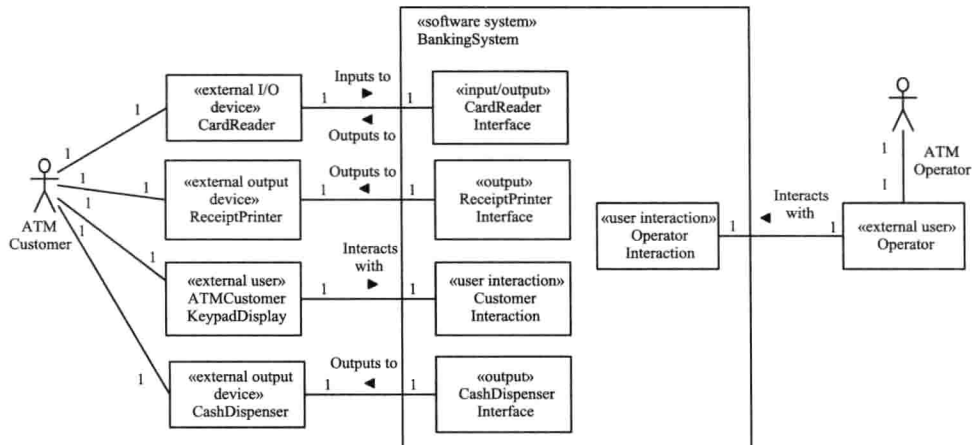 «software system»
BankingSystem
«external I/O
device»
CardReader
Inputs to
1
1
Outputs to
«input/output»
CardReader
Interface
1
1
ATM
Customer
«external output
device»
ReceiptPrinter
Outputs to
1
1
«output»
ReceiptPrinter
Interface
1
1
«external user»
ATMCustomer
KeypadDisplay
Interacts
with
1
1
«user interaction»
Customer
Interaction
1
1
«external output
device»
CashDispenser
Outputs to
1
1
«output»
CashDispenser
Interface
1
1
«user interaction»
Operator
Interaction
Interacts
with
1
1
«external user»
Operator
1
1
ATM
Operator